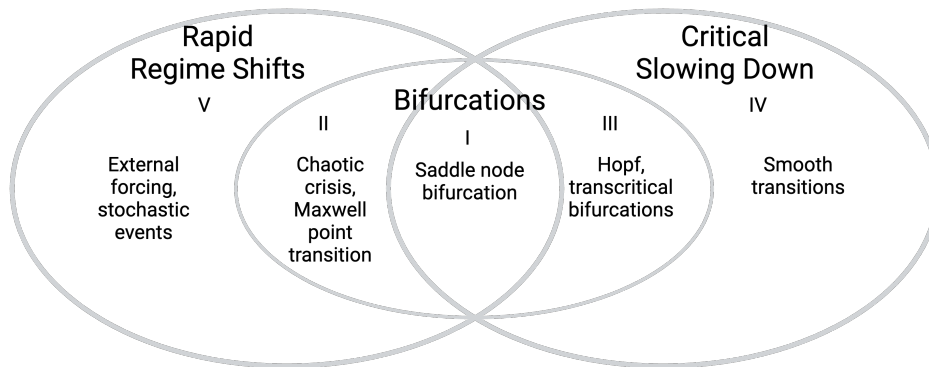 Rapid
Regime Shifts
V
External
forcing,
stochastic
events
II
Chaotic
crisis,
Maxwell
point
transition
Bifurcations
I
Saddle node
bifurcation
III
Hopf,
transcritical
bifurcations
Critical
Slowing Down
IV
Smooth
transitions